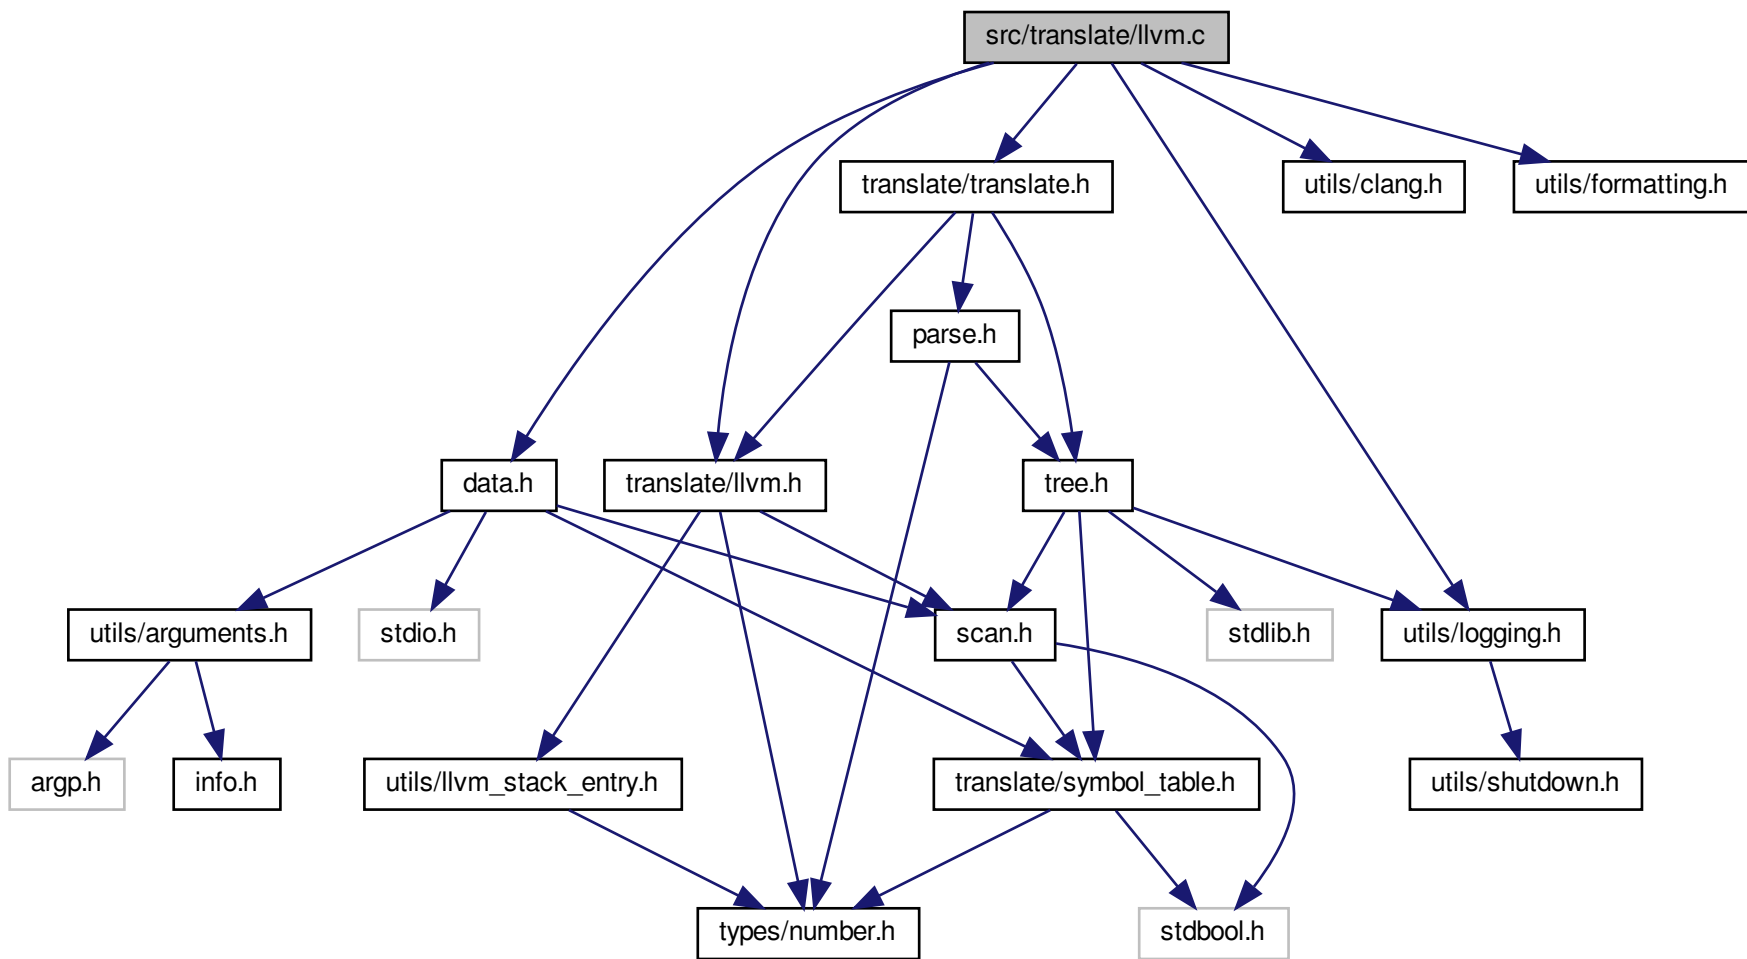 src/translate/llvm.c
translate/translate.h
utils/clang.h
utils/formatting.h
parse.h
data.h
translate/llvm.h
tree.h
utils/arguments.h
stdio.h
scan.h
stdlib.h
utils/logging.h
argp.h
info.h
utils/llvm_stack_entry.h
translate/symbol_table.h
utils/shutdown.h
types/number.h
stdbool.h